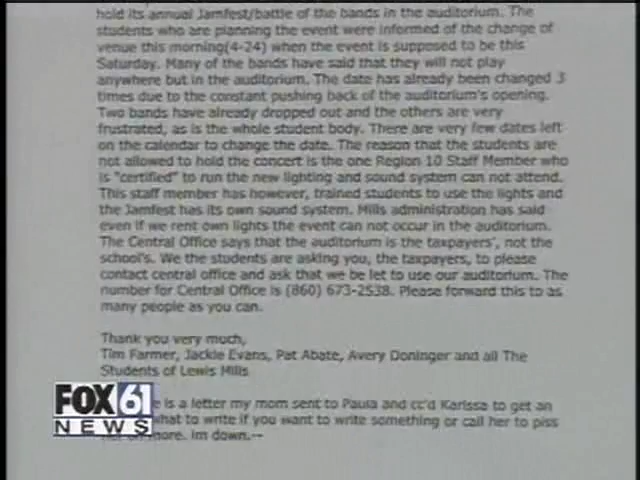 hold its annual Jamfest/battle of the bands in the auditorium. The
students who are planning the event were informed of the change of
venue this morning(4-24) when the event is supposed to be this
Saturday. Many of the bands have said that they will not play
anywhere but in the auditorium. The date has already been changed 3
times due to the constant pushing back of the auditorium's opening.
Two bands have already dropped out and the others are very
frustrated, as is the whole student body. There are very few dates left
on the calendar to change the date. The reason that the students are
not allowed to hold the concert is the one Region 10 Staff Member who
is "certified" to run the new lighting and sound system can not attend.
This staff member has however, trained students to use the lights and
the Jamfest has its own sound system. Mills administration has said
even if we rent own lights the event can not occur in the auditorium.
The Central Office says that the auditorium is the taxpayers', not the
school's. We the students are asking you, the taxpayers, to please
contact central office and ask that we be let to use our auditorium. The
number for Central Office is (860) 673-2538. Please forward this to as
many people as you can.
Thank you very much,
Tim Farmer, Jackie Evans, Pat Abate, Avery Doninger and all The
Students of Lewis Mills
is a letter my mom sent to Paula and cc'd Karissa to get an
what to write if you want to write something or call her to piss
more. im down.--
FOX 61
NEWS